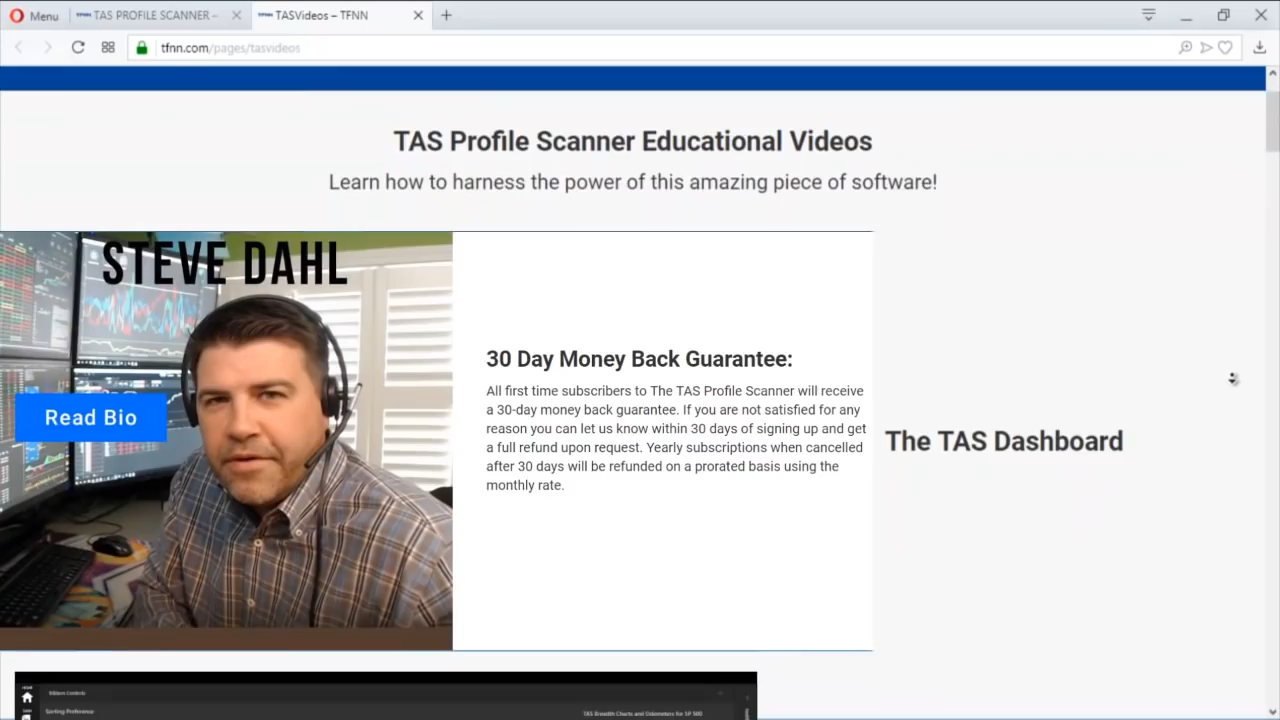 Menu
TFNN TAS PROFILE SCANNER –
TFNN TASVideos – TFNN
tfnn.com/pages/tasvideos
TAS Profile Scanner Educational Videos
Learn how to harness the power of this amazing piece of software!
STEVE DAHL
Read Bio
30 Day Money Back Guarantee:
All first time subscribers to The TAS Profile Scanner will receive
a 30-day money back guarantee. If you are not satisfied for any
reason you can let us know within 30 days of signing up and get
a full refund upon request. Yearly subscriptions when cancelled
after 30 days will be refunded on a prorated basis using the
monthly rate.
The TAS Dashboard
Ribbon Controls
Sorting Preference
TAS Breadth Charts and Oddometers for SP 500